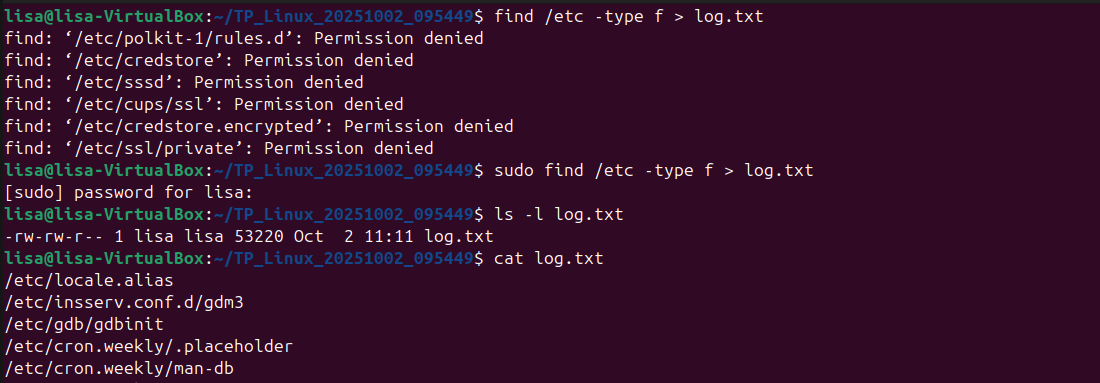 lisa@lisa-VirtualBox:~/TP_Linux_20251002_095449$ find /etc -type f > log.txt
find: ‘/etc/polkit-1/rules.d’: Permission denied
find: ‘/etc/credstore’: Permission denied
find: ‘/etc/sssd’: Permission denied
find: ‘/etc/cups/ssl’: Permission denied
find: ‘/etc/credstore.encrypted’: Permission denied
find: ‘/etc/ssl/private’: Permission denied
lisa@lisa-VirtualBox:~/TP_Linux_20251002_095449$ sudo find /etc -type f > log.txt
[sudo] password for lisa:
lisa@lisa-VirtualBox:~/TP_Linux_20251002_095449$ ls -l log.txt
-rw-rw-r-- 1 lisa lisa 53220 Oct  2 11:11 log.txt
lisa@lisa-VirtualBox:~/TP_Linux_20251002_095449$ cat log.txt
/etc/locale.alias
/etc/insserv.conf.d/gdm3
/etc/gdb/gdbinit
/etc/cron.weekly/.placeholder
/etc/cron.weekly/man-db